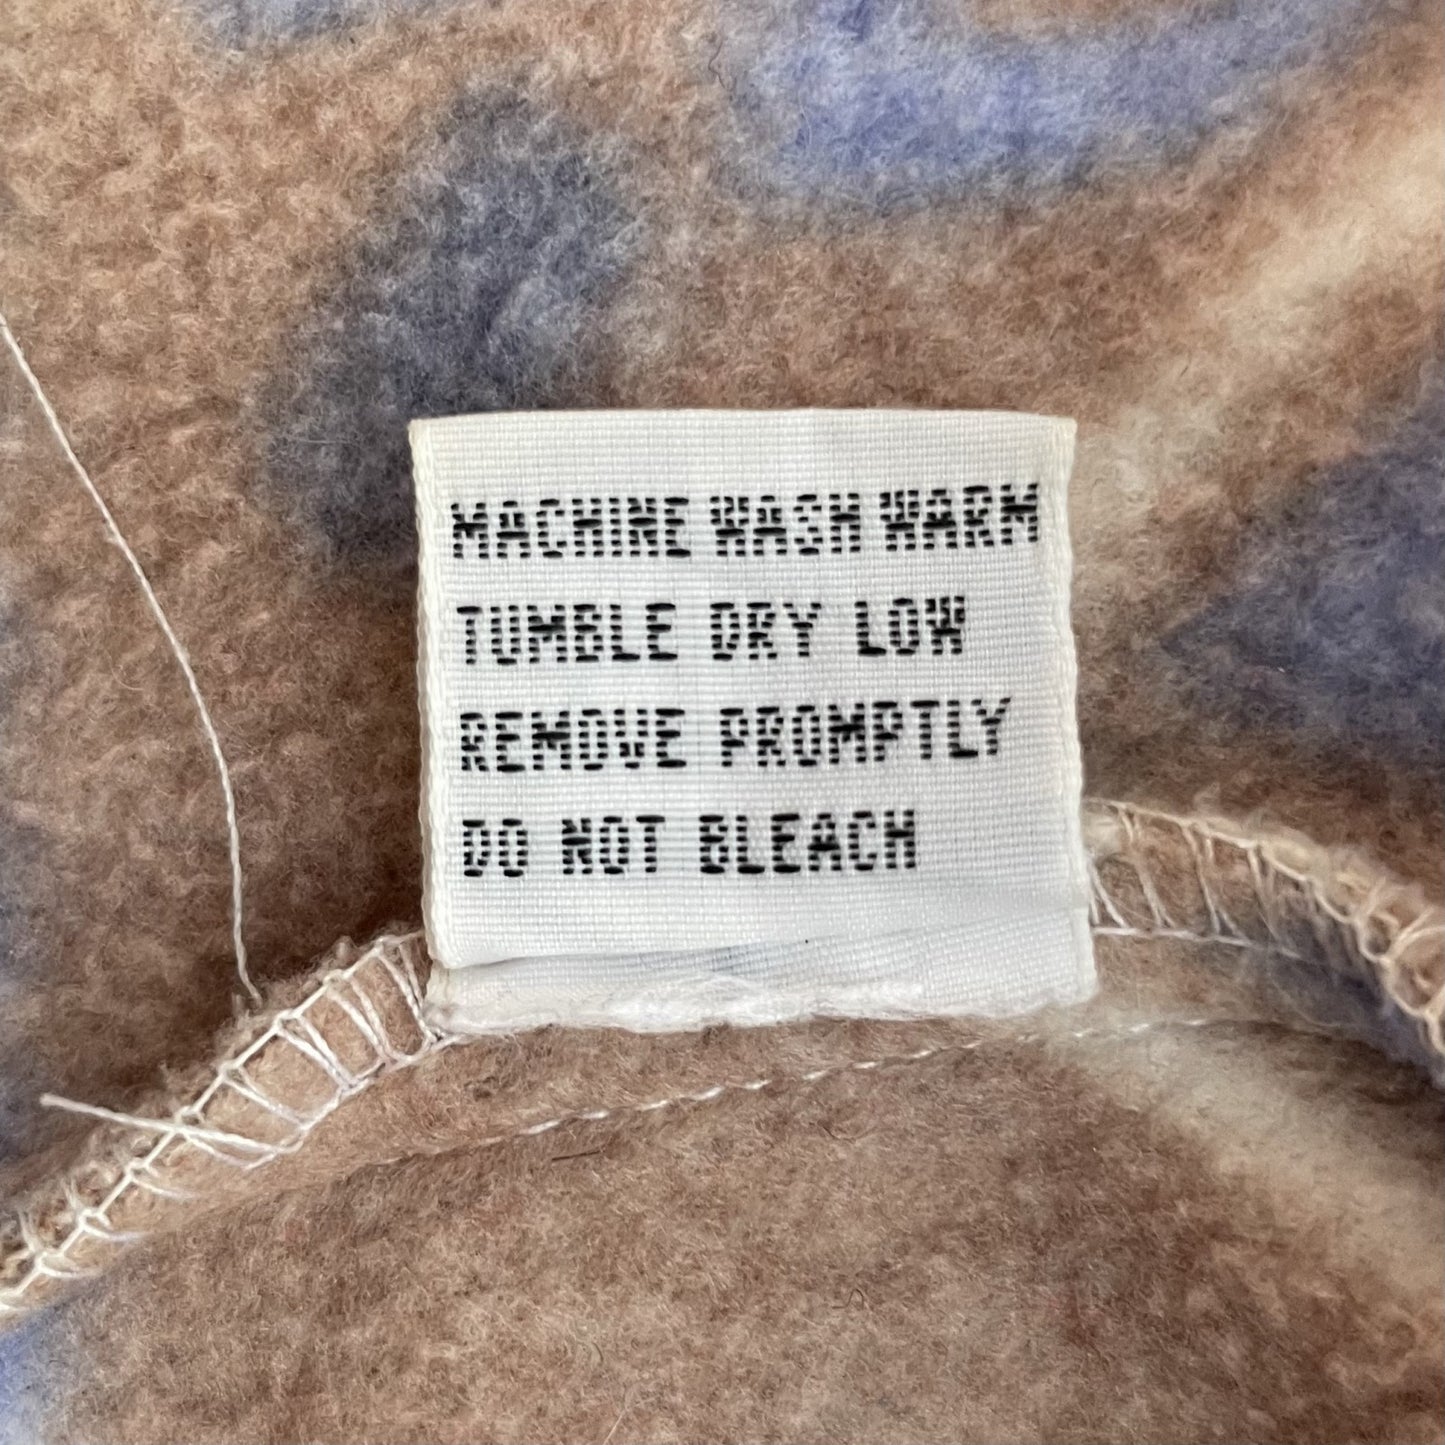 MACHINE WASH WARM
TUMBLE DRY LOW
REMOVE PROMPTLY
DO NOT BLEACH